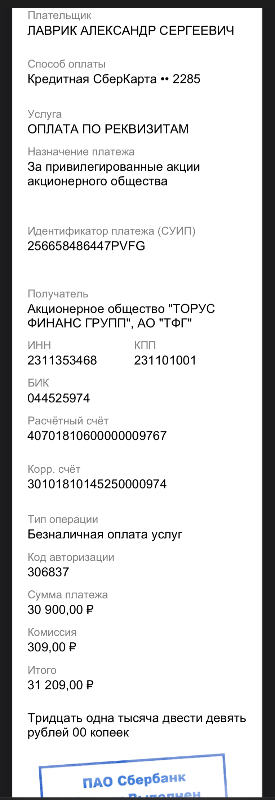 Плательщик
ЛАВРИК АЛЕКСАНДР СЕРГЕЕВИЧ
Способ оплаты
Кредитная СберКарта •• 2285
Услуга
ОПЛАТА ПО РЕКВИЗИТАМ
Назначение платежа
За привилегированные акции
акционерного общества
Идентификатор платежа (СУИП)
256658486447PVFG
Получатель
Акционерное общество "ТОРУС
ФИНАНС ГРУПП", АО "ТФГ"
ИНН КПП
2311353468 231101001
БИК
044525974
Расчётный счёт
40701810600000009767
Корр. счёт
30101810145250000974
Тип операции
Безналичная оплата услуг
Код авторизации
306837
Сумма платежа
30 900,00 ₽
Комиссия
309,00 ₽
Итого
31 209,00 ₽
Тридцать одна тысяча двести девять
рублей 00 копеек
ПАО Сбербанк
Выполнен